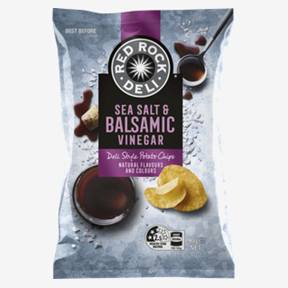 BEST BEFORE
RED ROCK
DELI
SEA SALT &
BALSAMIC
VINEGAR
Deli Style Potato Chips
NATURAL FLAVOURS
AND COLOURS